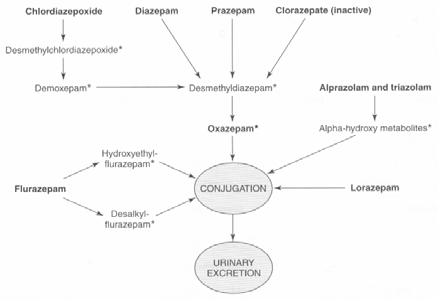 Chlordiazepoxide
Diazepam
Prazepam
Clorazepate (inactive)
Desmethylchlordiazepoxide*
Demoxepam*
Desmethyldiazepam*
Alprazolam and triazolam
Oxazepam*
Alpha-hydroxy metabolites*
Hydroxyethyl-
flurazepam*
Flurazepam
CONJUGATION
Lorazepam
Desalkyl-
flurazepam*
URINARY
EXCRETION